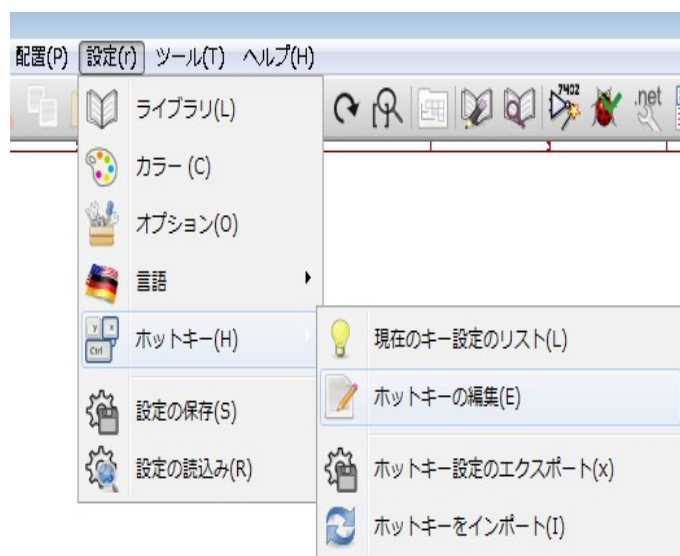 配置(P) 設定(r) ツール(T) ヘルプ(H)
7402
.net
ライブラリ(L)
カラー (C)
オプション(O)
言語
y x
Ctrl
ホットキー(H)
設定の保存(S)
設定の読込み(R)
現在のキー設定のリスト(L)
ホットキーの編集(E)
ホットキー設定のエクスポート(x)
ホットキーをインポート(I)